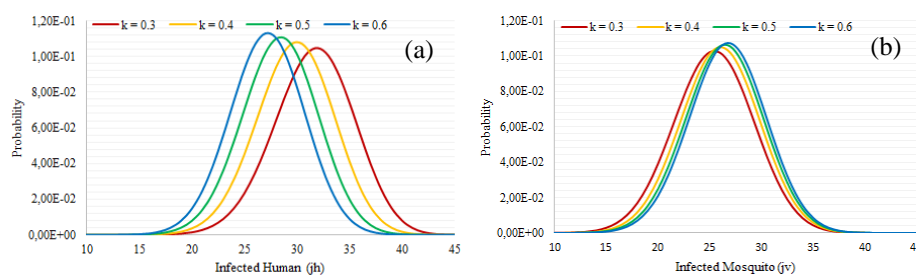 k = 0.3 k = 0.4 k = 0.5 k = 0.6
(a)
Probability
1,20E-01
1,00E-01
8,00E-02
6,00E-02
4,00E-02
2,00E-02
0,00E+00
10 15 20 25 30 35 40 45
Infected Human (jh)
k = 0.3 k = 0.4 k = 0.5 k = 0.6
(b)
Probability
1,20E-01
1,00E-01
8,00E-02
6,00E-02
4,00E-02
2,00E-02
0,00E+00
10 15 20 25 30 35 40
Infected Mosquito (jv)